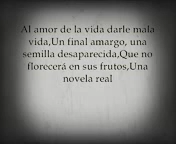 Al amor de la vida darle mala
vida,Un final amargo, una
semilla desaparecida,Que no
florecerá en sus frutos,Una
novela real